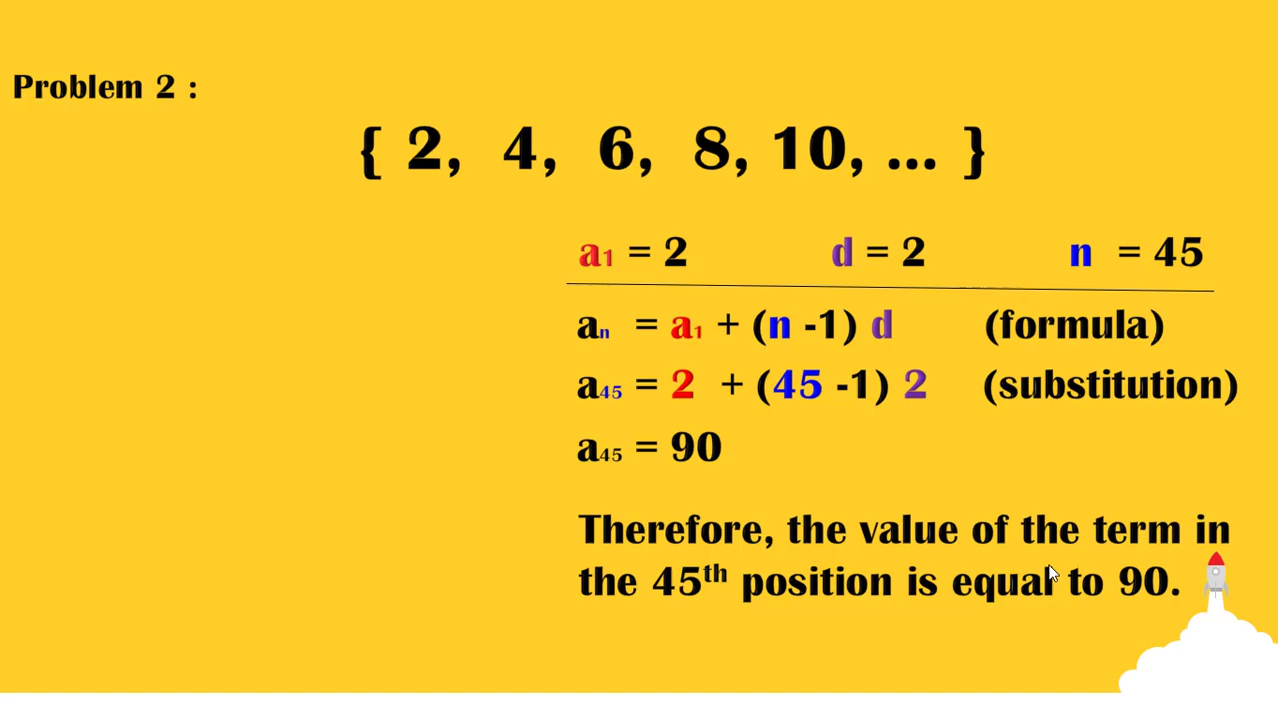 Problem 2 :
{ 2, 4, 6, 8, 10, ... }
a1 = 2 d = 2 n = 45
an = a1 + (n -1) d (formula)
a45 = 2 + (45 -1) 2 (substitution)
a45 = 90
Therefore, the value of the term in
the 45th position is equal to 90.